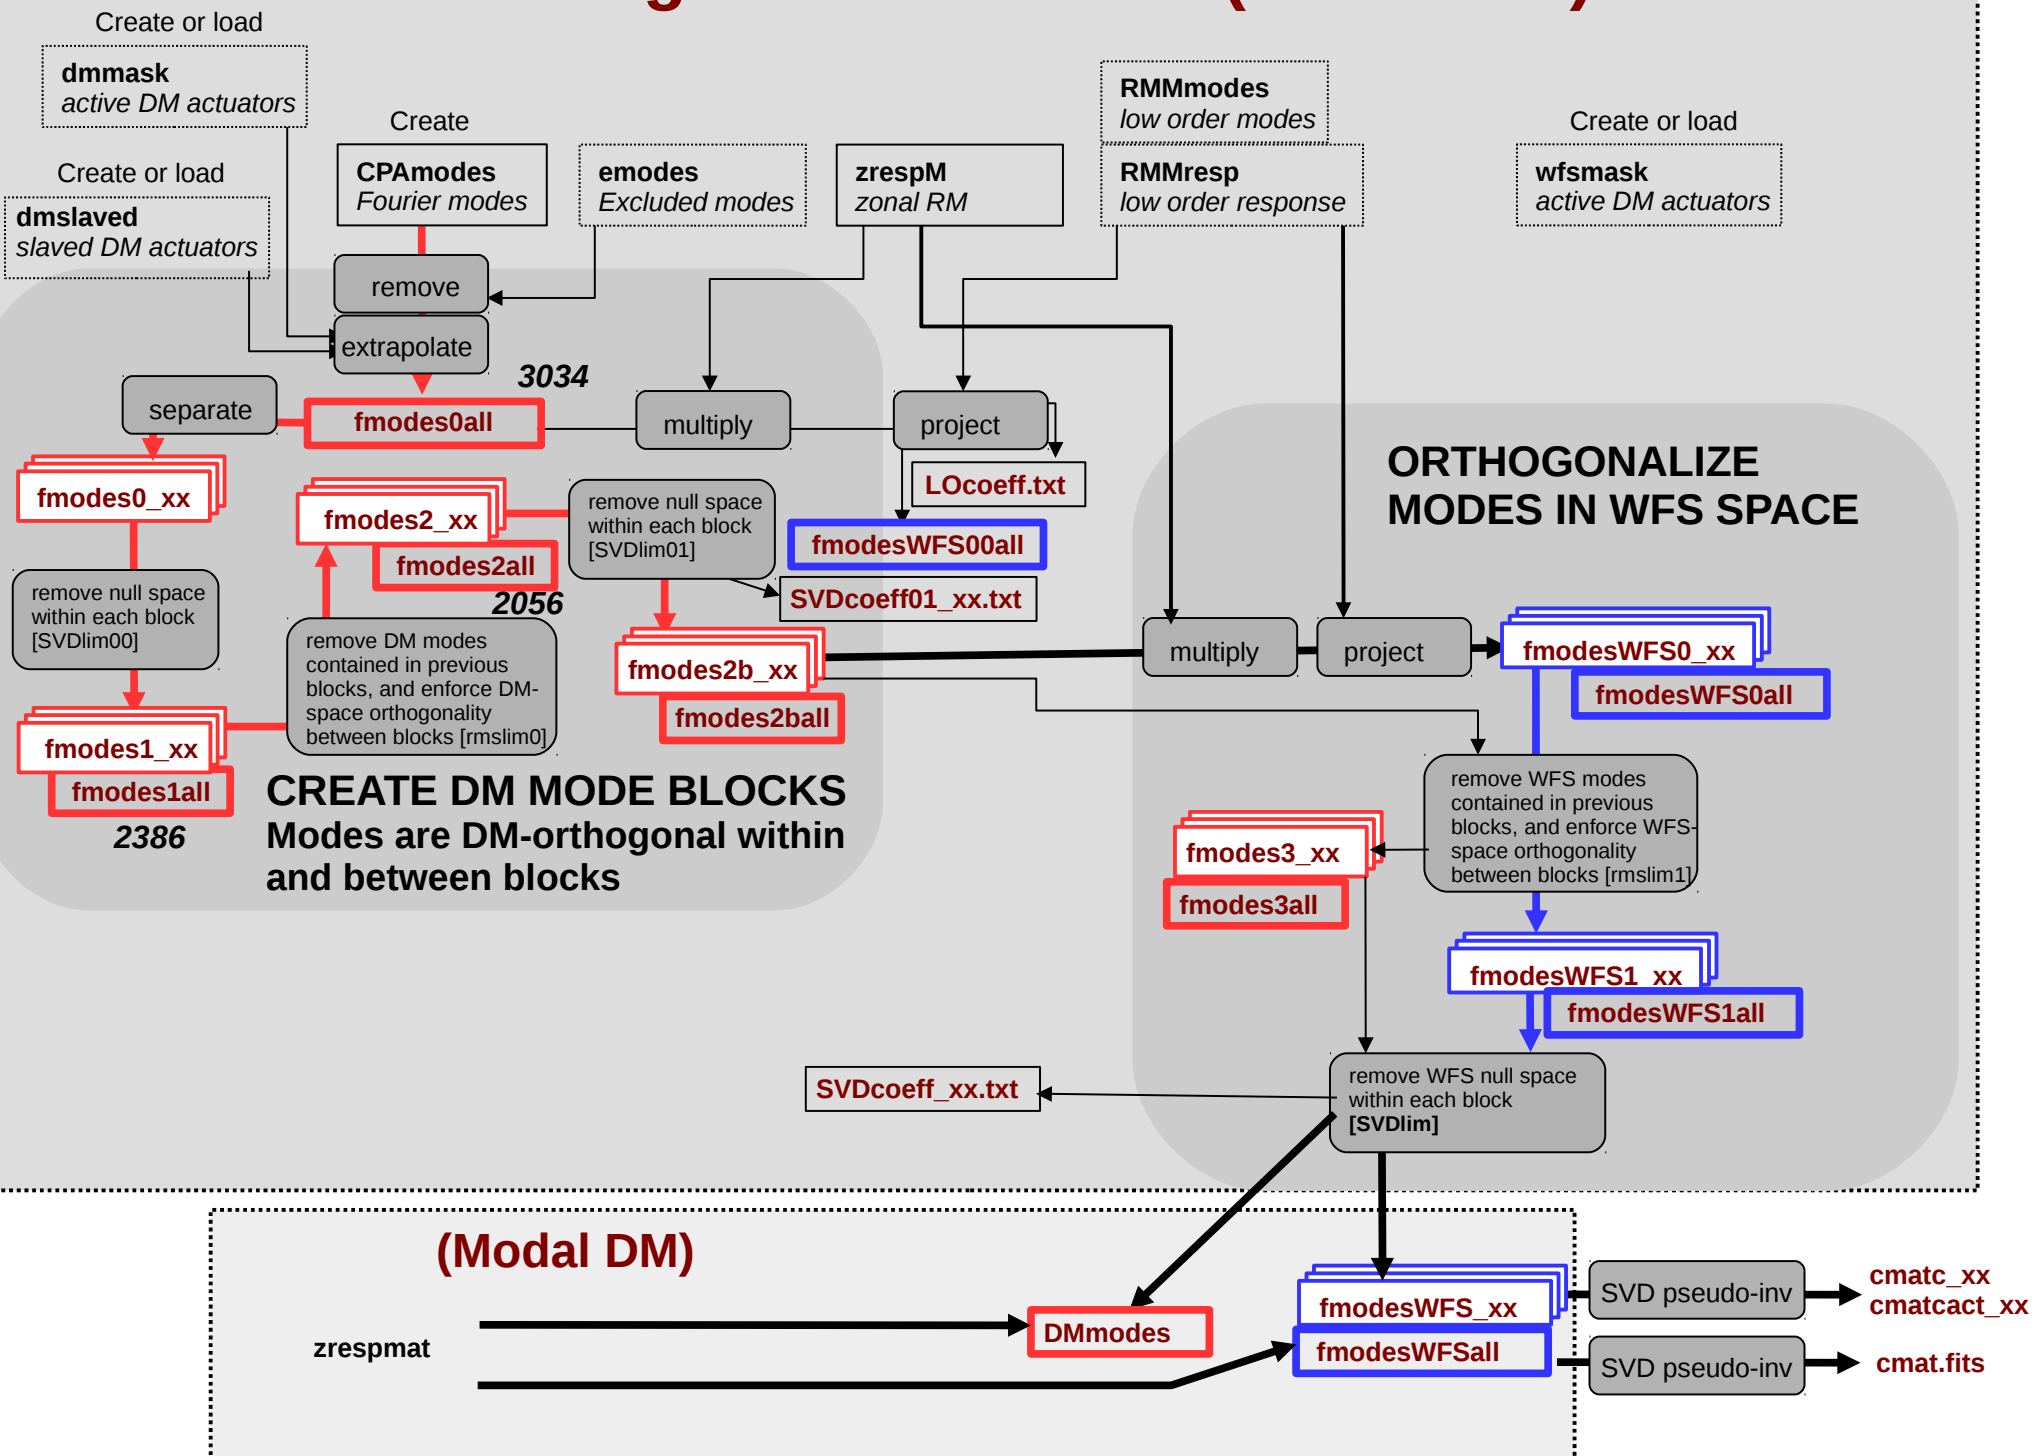 Create or load
dmmask
active DM actuators
Create or load
dmslaved
slaved DM actuators
Create
CPAmodes
Fourier modes
emodes
Excluded modes
zrespM
zonal RM
RMMmodes
low order modes
RMMresp
low order response
Create or load
wfsmask
active DM actuators
remove
extrapolate
3034
separate
fmodes0all
multiply
project
LOcoeff.txt
fmodes0_xx
fmodes2_xx
fmodes2all
2056
remove null space
within each block
[SVDlim01]
fmodesWFS00all
SVDcoeff01_xx.txt
remove null space
within each block
[SVDlim00]
remove DM modes
contained in previous
blocks, and enforce DM-
space orthogonality
between blocks [rmslim0]
fmodes2b_xx
fmodes2ball
fmodes1_xx
fmodes1all
2386
CREATE DM MODE BLOCKS
Modes are DM-orthogonal within
and between blocks
ORTHOGONALIZE
MODES IN WFS SPACE
multiply
project
fmodesWFS0_xx
fmodesWFS0all
remove WFS modes
contained in previous
blocks, and enforce WFS-
space orthogonality
between blocks [rmslim1]
fmodes3_xx
fmodes3all
fmodesWFS1_xx
fmodesWFS1all
SVDcoeff_xx.txt
remove WFS null space
within each block
[SVDlim]
(Modal DM)
zrespmat
DMmodes
fmodesWFS_xx
fmodesWFSall
SVD pseudo-inv
cmatc_xx
cmatcact_xx
SVD pseudo-inv
cmat.fits